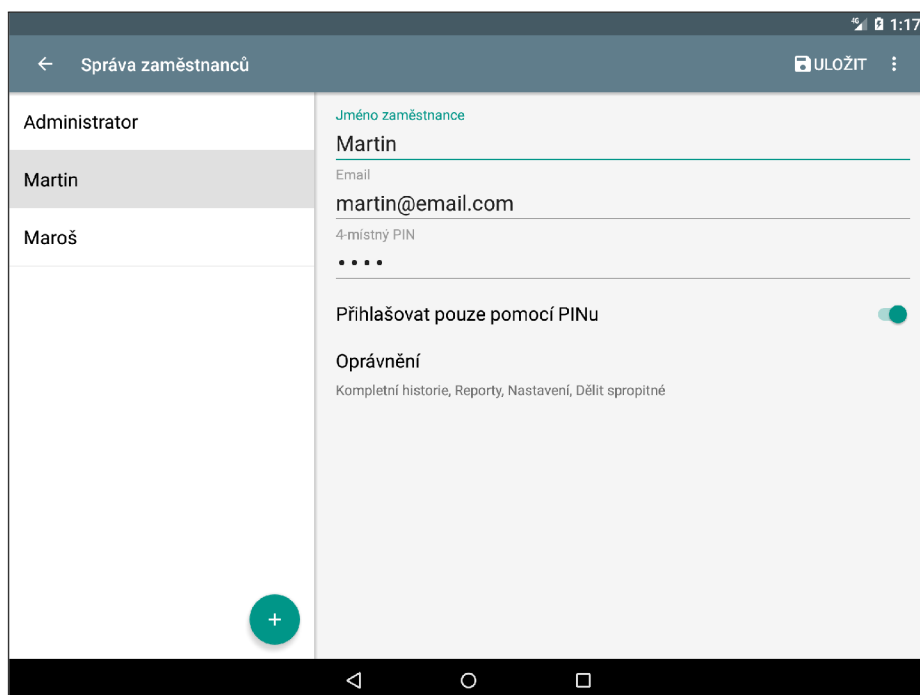 4G 1:17
Správa zaměstnanců ULOŽIT
Administrator
Martin
Maroš
Jméno zaměstnance
Martin
Email
martin@email.com
4-místný PIN
••••
Přihlašovat pouze pomocí PINu
Oprávnění
Kompletní historie, Reporty, Nastavení, Dělit spropitné
+